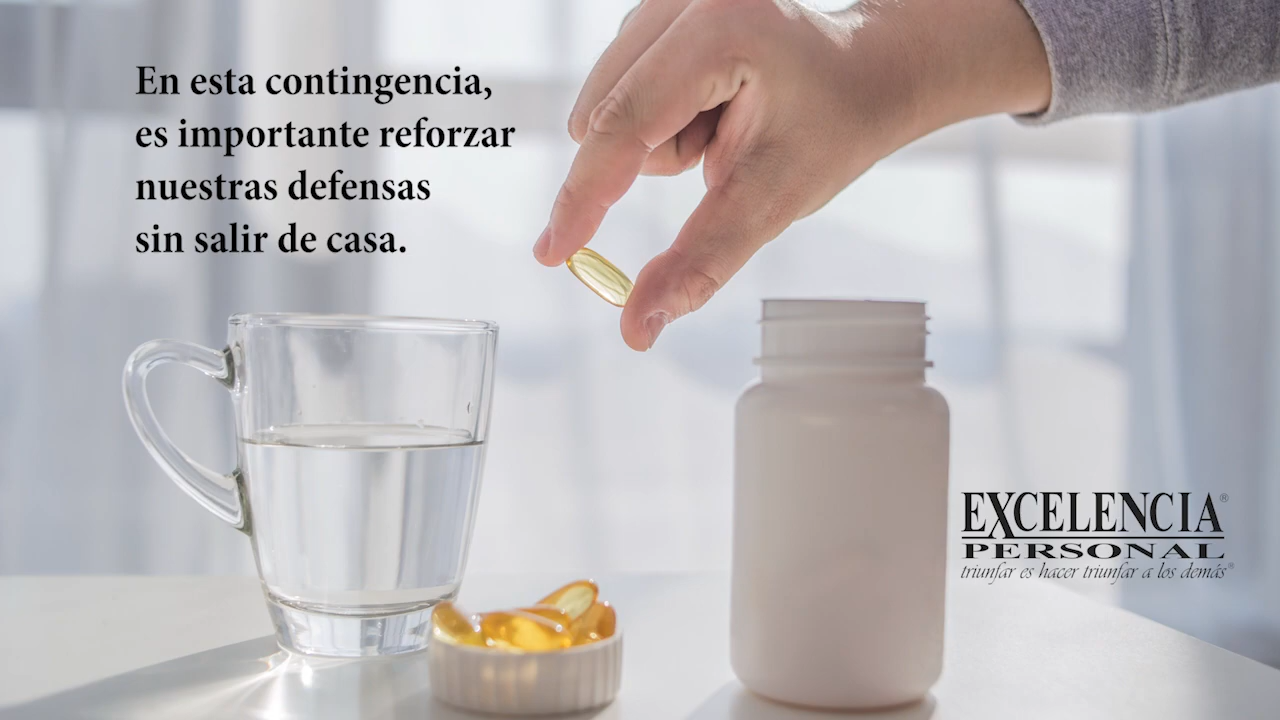 En esta contingencia,
es importante reforzar
nuestras defensas
sin salir de casa.
EXCELENCIA®
PERSONAL
triunfar es hacer triunfar a los demás®